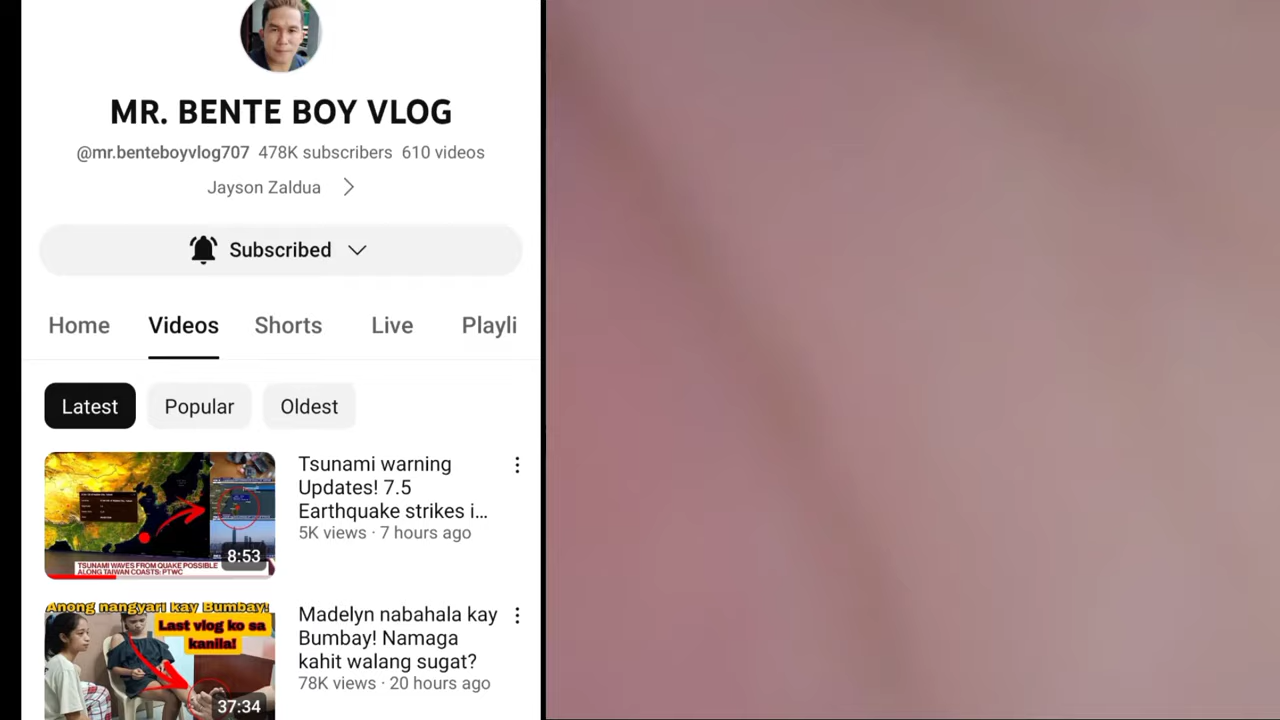 MR. BENTE BOY VLOG
@mr.benteboyvlog707 478K subscribers 610 videos
Jayson Zaldua
Subscribed
Home Videos Shorts Live Playli
Latest Popular Oldest
Tsunami warning
Updates! 7.5
Earthquake strikes i...
5K views · 7 hours ago
8:53
TSUNAMI WAVES FROM QUAKE POSSIBLE
ALONG TAIWAN COASTS: PTWC
Anong nangyari kay Bumbay!
Last vlog ko sa
kanila!
37:34
Madelyn nabahala kay
Bumbay! Namaga
kahit walang sugat?
78K views · 20 hours ago